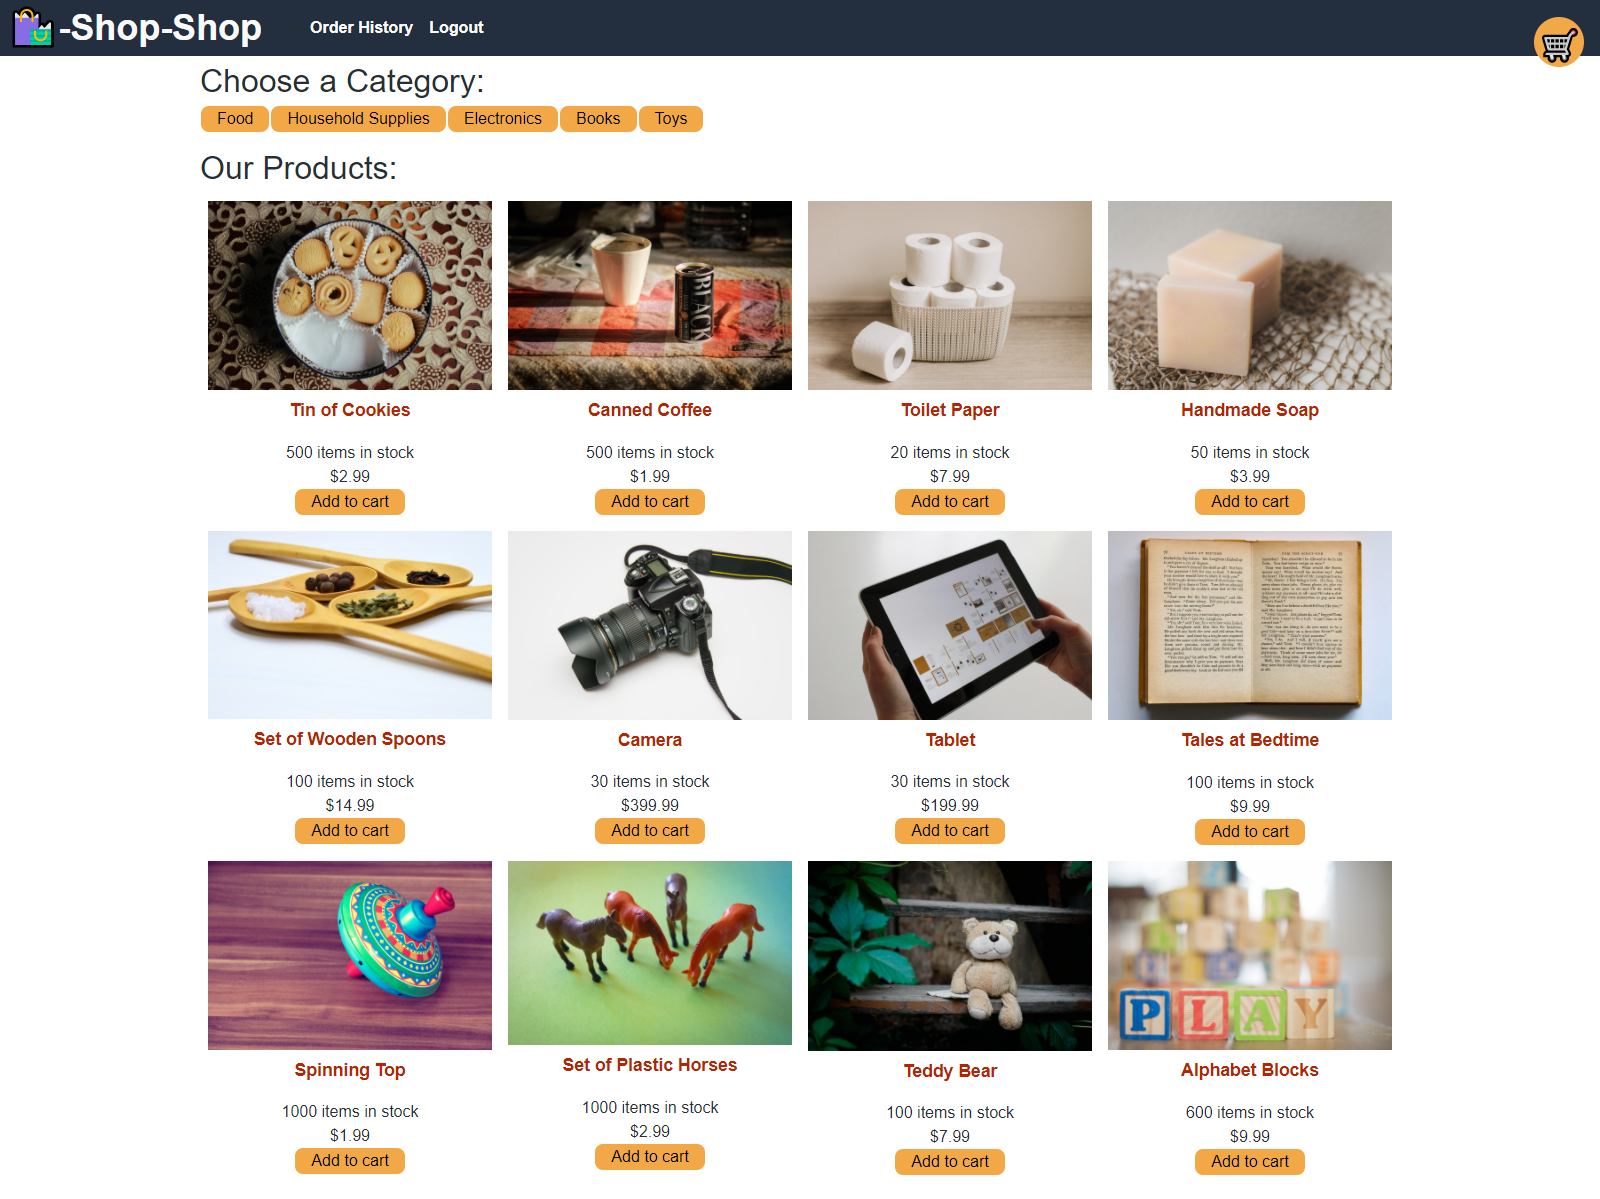 -Shop-Shop
Order History Logout
Choose a Category:
Food Household Supplies Electronics Books Toys
Our Products:
BLACK
Tin of Cookies
500 items in stock
$2.99
Add to cart
Canned Coffee
500 items in stock
$1.99
Add to cart
Toilet Paper
20 items in stock
$7.99
Add to cart
Handmade Soap
50 items in stock
$3.99
Add to cart
Set of Wooden Spoons
100 items in stock
$14.99
Add to cart
Camera
30 items in stock
$399.99
Add to cart
Tablet
30 items in stock
$199.99
Add to cart
Tales at Bedtime
100 items in stock
$9.99
Add to cart
Spinning Top
1000 items in stock
$1.99
Add to cart
Set of Plastic Horses
1000 items in stock
$2.99
Add to cart
Teddy Bear
100 items in stock
$7.99
Add to cart
PLAY
Alphabet Blocks
600 items in stock
$9.99
Add to cart